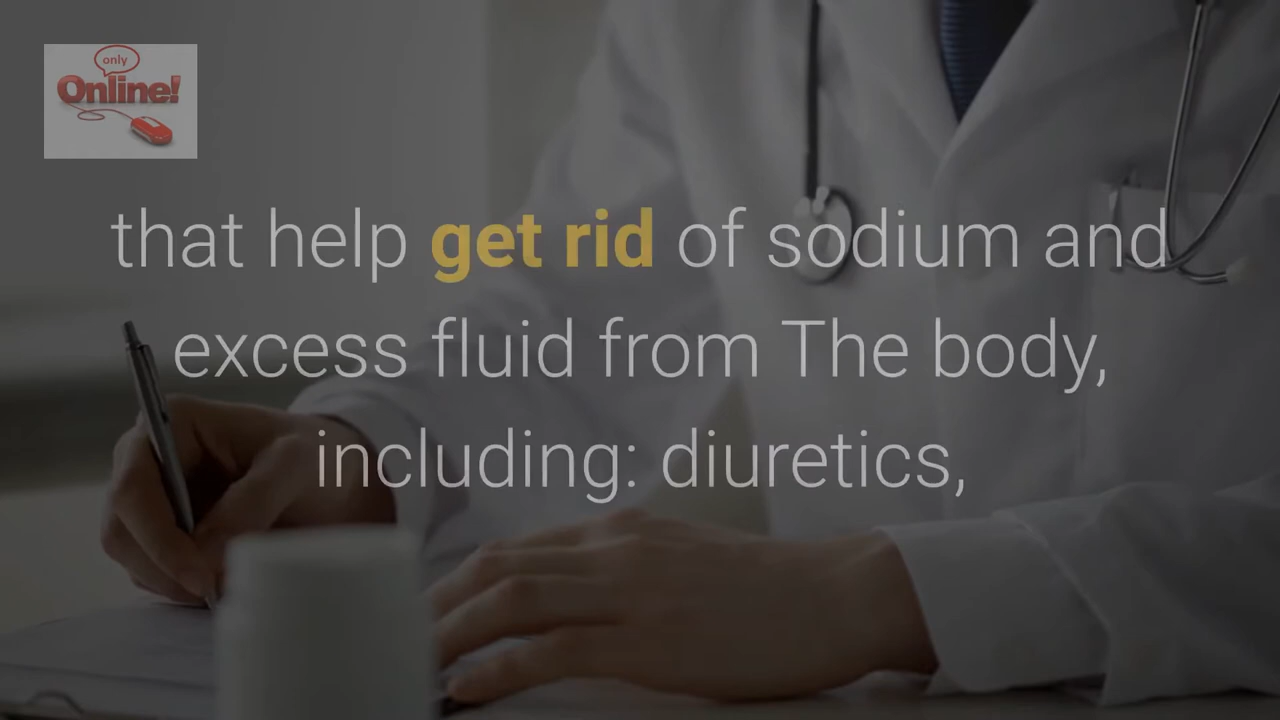 only
Online!
that help get rid of sodium and
excess fluid from The body,
including: diuretics,